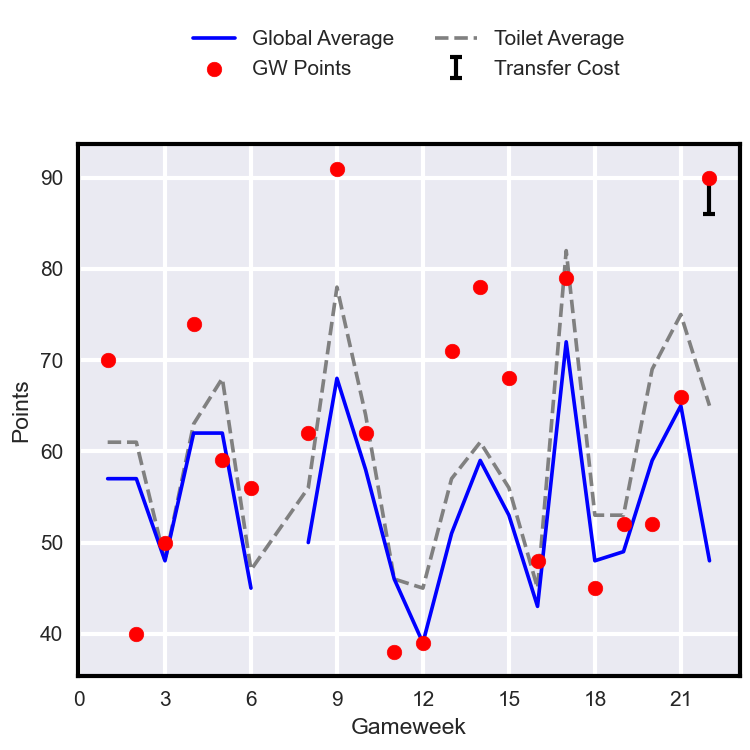 Global Average
Toilet Average
GW Points
Transfer Cost
90
80
70
60
50
40
Points
0 3 6 9 12 15 18 21
Gameweek